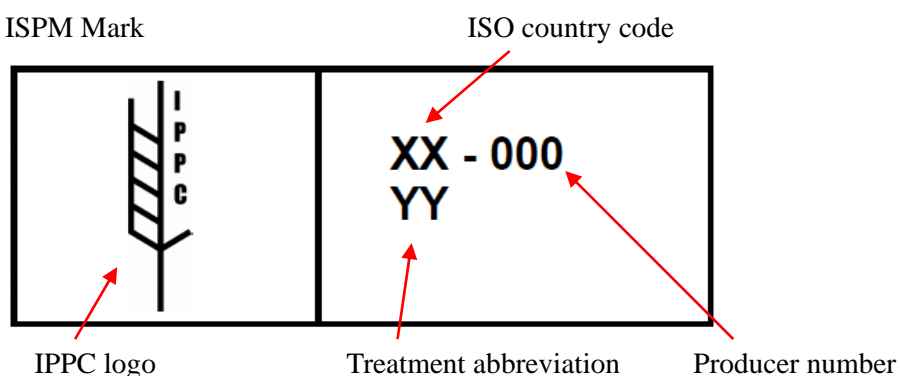 ISPM Mark
ISO country code
I
P
P
C
XX - 000
YY
IPPC logo
Treatment abbreviation
Producer number